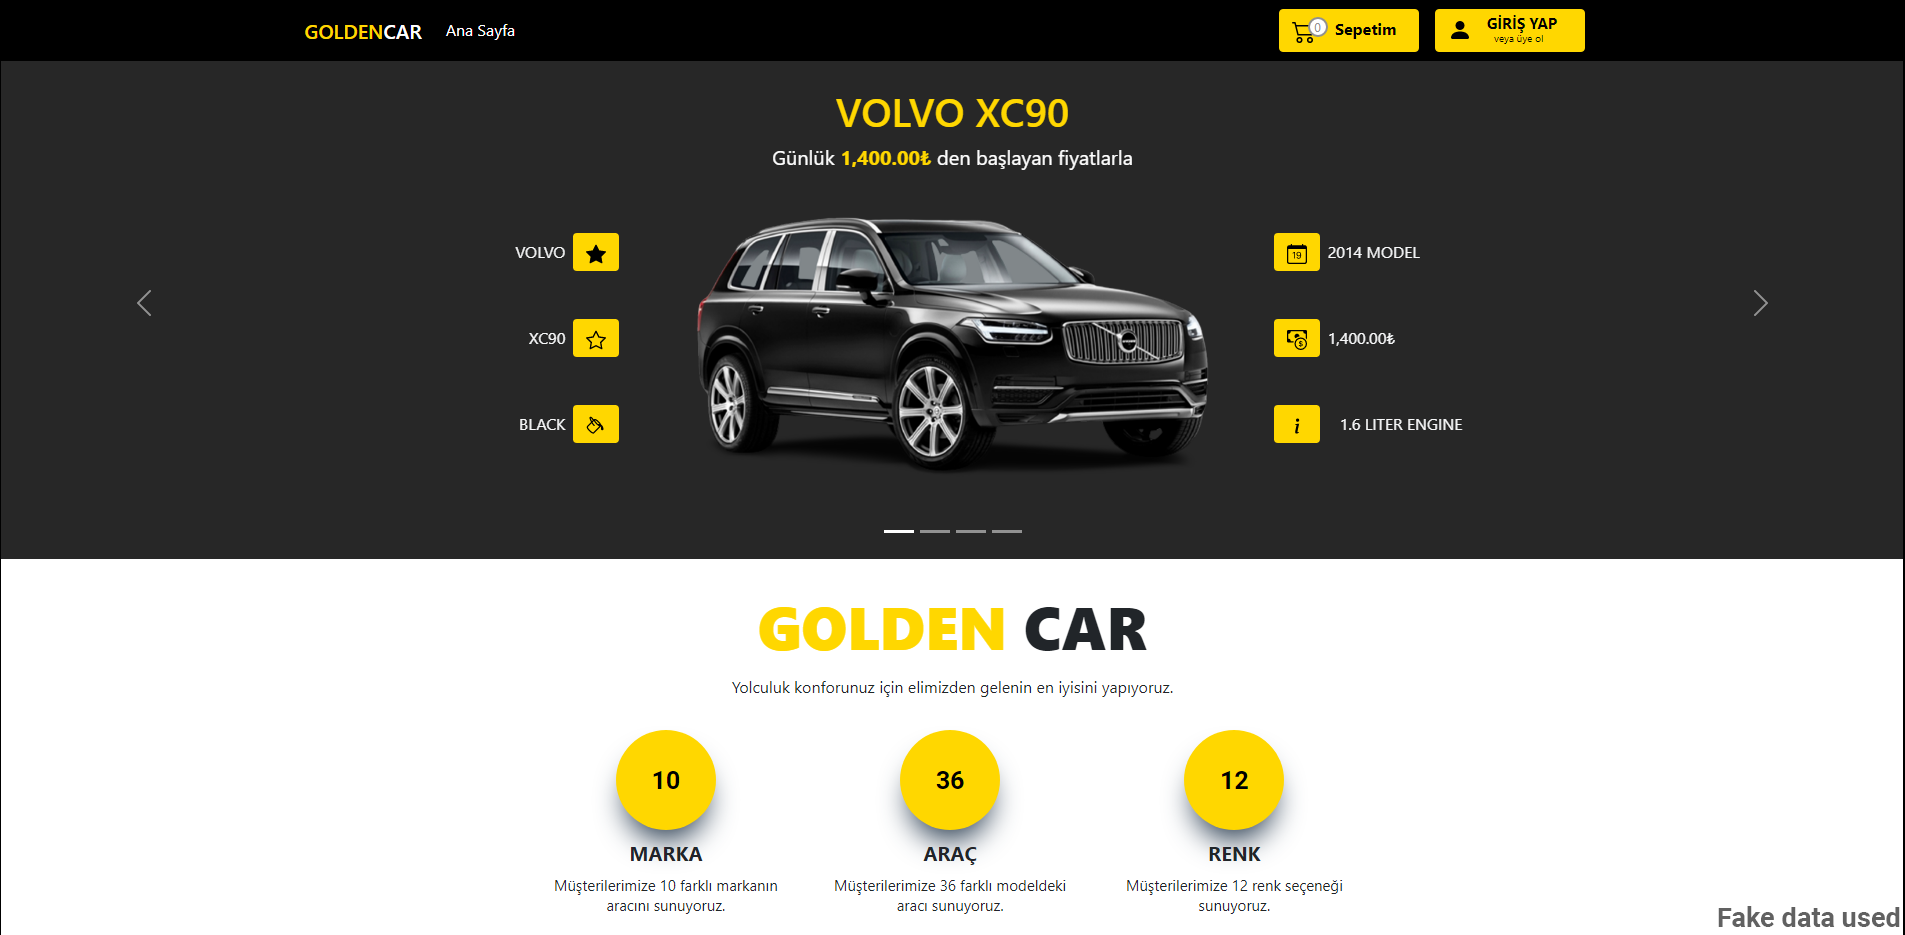 GOLDENCAR Ana Sayfa 0 Sepetim GİRİŞ YAP
veya üye ol
VOLVO XC90
Günlük 1,400.00₺ den başlayan fiyatlarla
VOLVO
2014 MODEL
19
XC90
1,400.00₺
BLACK
1.6 LITER ENGINE
GOLDEN CAR
Yolculuk konforunuz için elimizden gelenin en iyisini yapıyoruz.
10
MARKA
Müşterilerimize 10 farklı markanın
aracını sunuyoruz.
36
ARAÇ
Müşterilerimize 36 farklı modeldeki
aracı sunuyoruz.
12
RENK
Müşterilerimize 12 renk seçeneği
sunuyoruz.
Fake data used